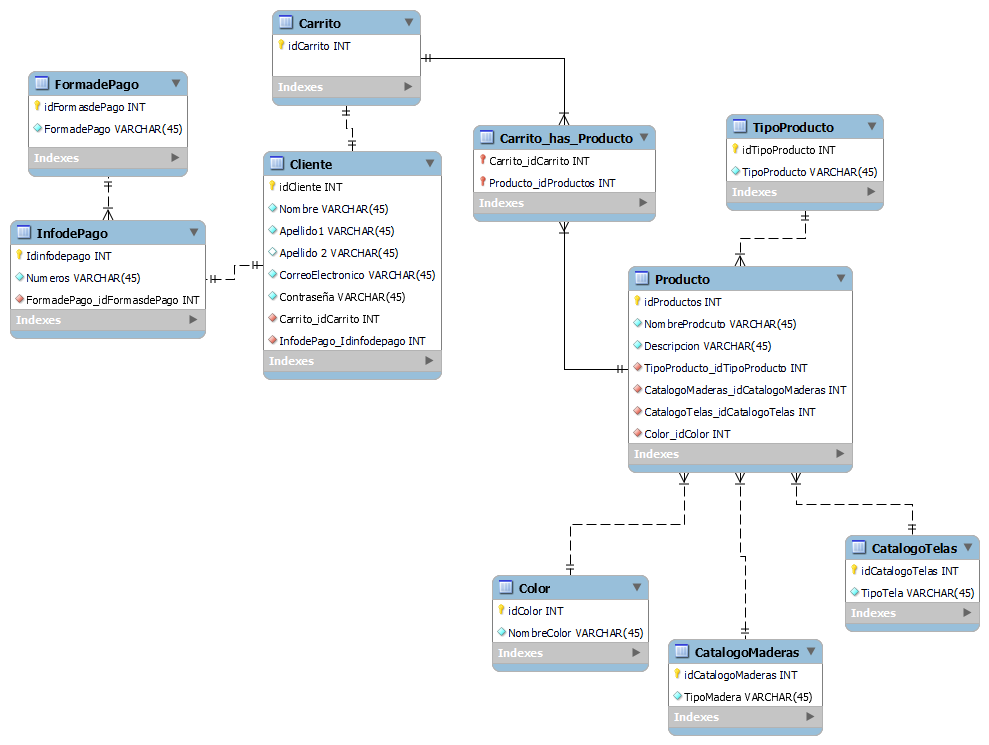 Carrito
idCarrito INT
Indexes
FormadePago
idFormasdePago INT
FormadePago VARCHAR(45)
Indexes
InfodePago
Idinfodepago INT
Numeros VARCHAR(45)
FormadePago_idFormasdePago INT
Indexes
Cliente
idCliente INT
Nombre VARCHAR(45)
Apellido1 VARCHAR(45)
Apellido 2 VARCHAR(45)
CorreoElectronico VARCHAR(45)
Contraseña VARCHAR(45)
Carrito_idCarrito INT
InfodePago_Idinfodepago INT
Indexes
Carrito_has_Producto
Carrito_idCarrito INT
Producto_idProductos INT
Indexes
TipoProducto
idTipoProducto INT
TipoProducto VARCHAR(45)
Indexes
Producto
idProductos INT
NombreProdcuto VARCHAR(45)
Descripcion VARCHAR(45)
TipoProducto_idTipoProducto INT
CatalogoMaderas_idCatalogoMaderas INT
CatalogoTelas_idCatalogoTelas INT
Color_idColor INT
Indexes
Color
idColor INT
NombreColor VARCHAR(45)
Indexes
CatalogoMaderas
idCatalogoMaderas INT
TipoMadera VARCHAR(45)
Indexes
CatalogoTelas
idCatalogoTelas INT
TipoTela VARCHAR(45)
Indexes